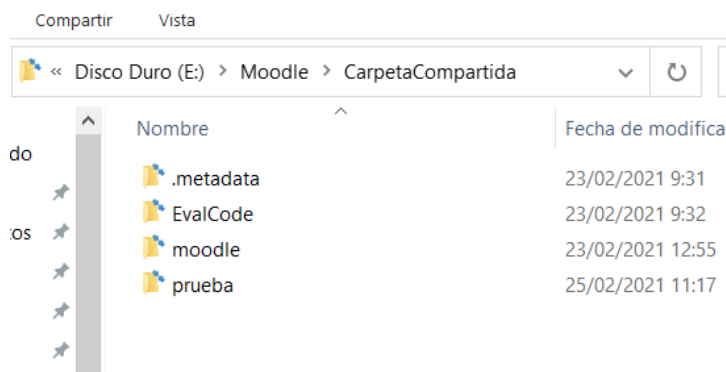 Compartir Vista
« Disco Duro (E:) > Moodle > CarpetaCompartida
Nombre Fecha de modifica
do
.metadata 23/02/2021 9:31
EvalCode 23/02/2021 9:32
tos
moodle 23/02/2021 12:55
prueba 25/02/2021 11:17